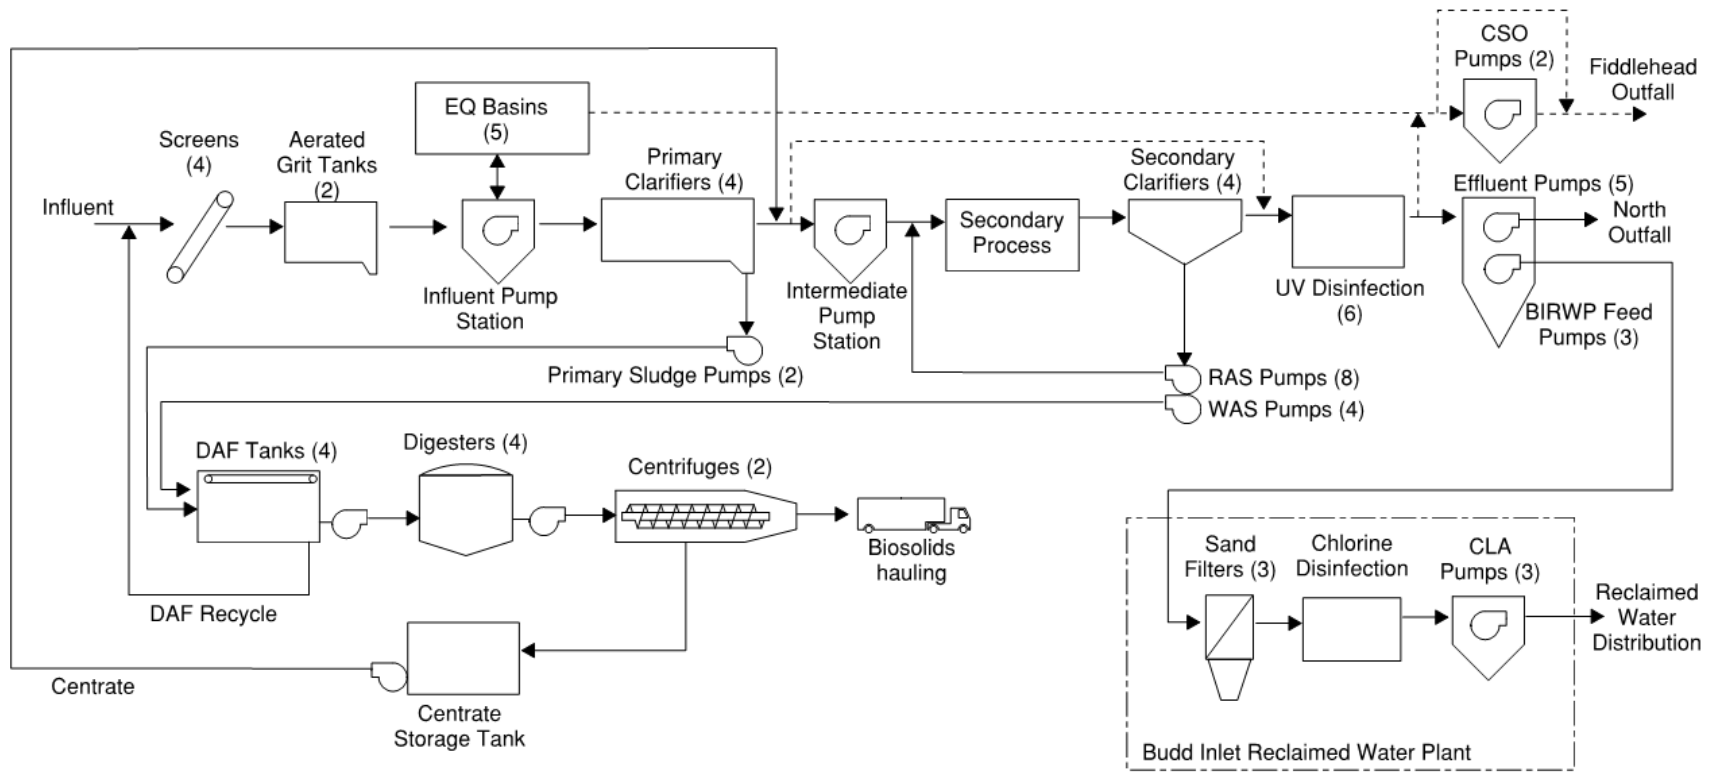 CSO
Pumps (2)
Fiddlehead
Outfall
EQ Basins
(5)
Screens
(4)
Aerated
Grit Tanks
(2)
Primary
Clarifiers (4)
Secondary
Clarifiers (4)
Effluent Pumps (5)
North
Outfall
Influent
Secondary
Process
Influent Pump
Station
Intermediate
Pump
Station
UV Disinfection
(6)
BIRWP Feed
Pumps (3)
Primary Sludge Pumps (2)
RAS Pumps (8)
WAS Pumps (4)
DAF Tanks (4)
Digesters (4)
Centrifuges (2)
Biosolids
hauling
DAF Recycle
Centrate
Centrate
Storage Tank
Sand
Filters (3)
Chlorine
Disinfection
CLA
Pumps (3)
Reclaimed
Water
Distribution
Budd Inlet Reclaimed Water Plant